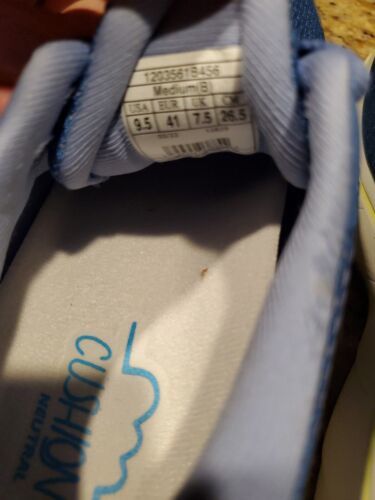 1203561B456
Medium(B)
USA EUR UK CM
9.5 41 7.5 26.5
CUSHION
NEUTRAL